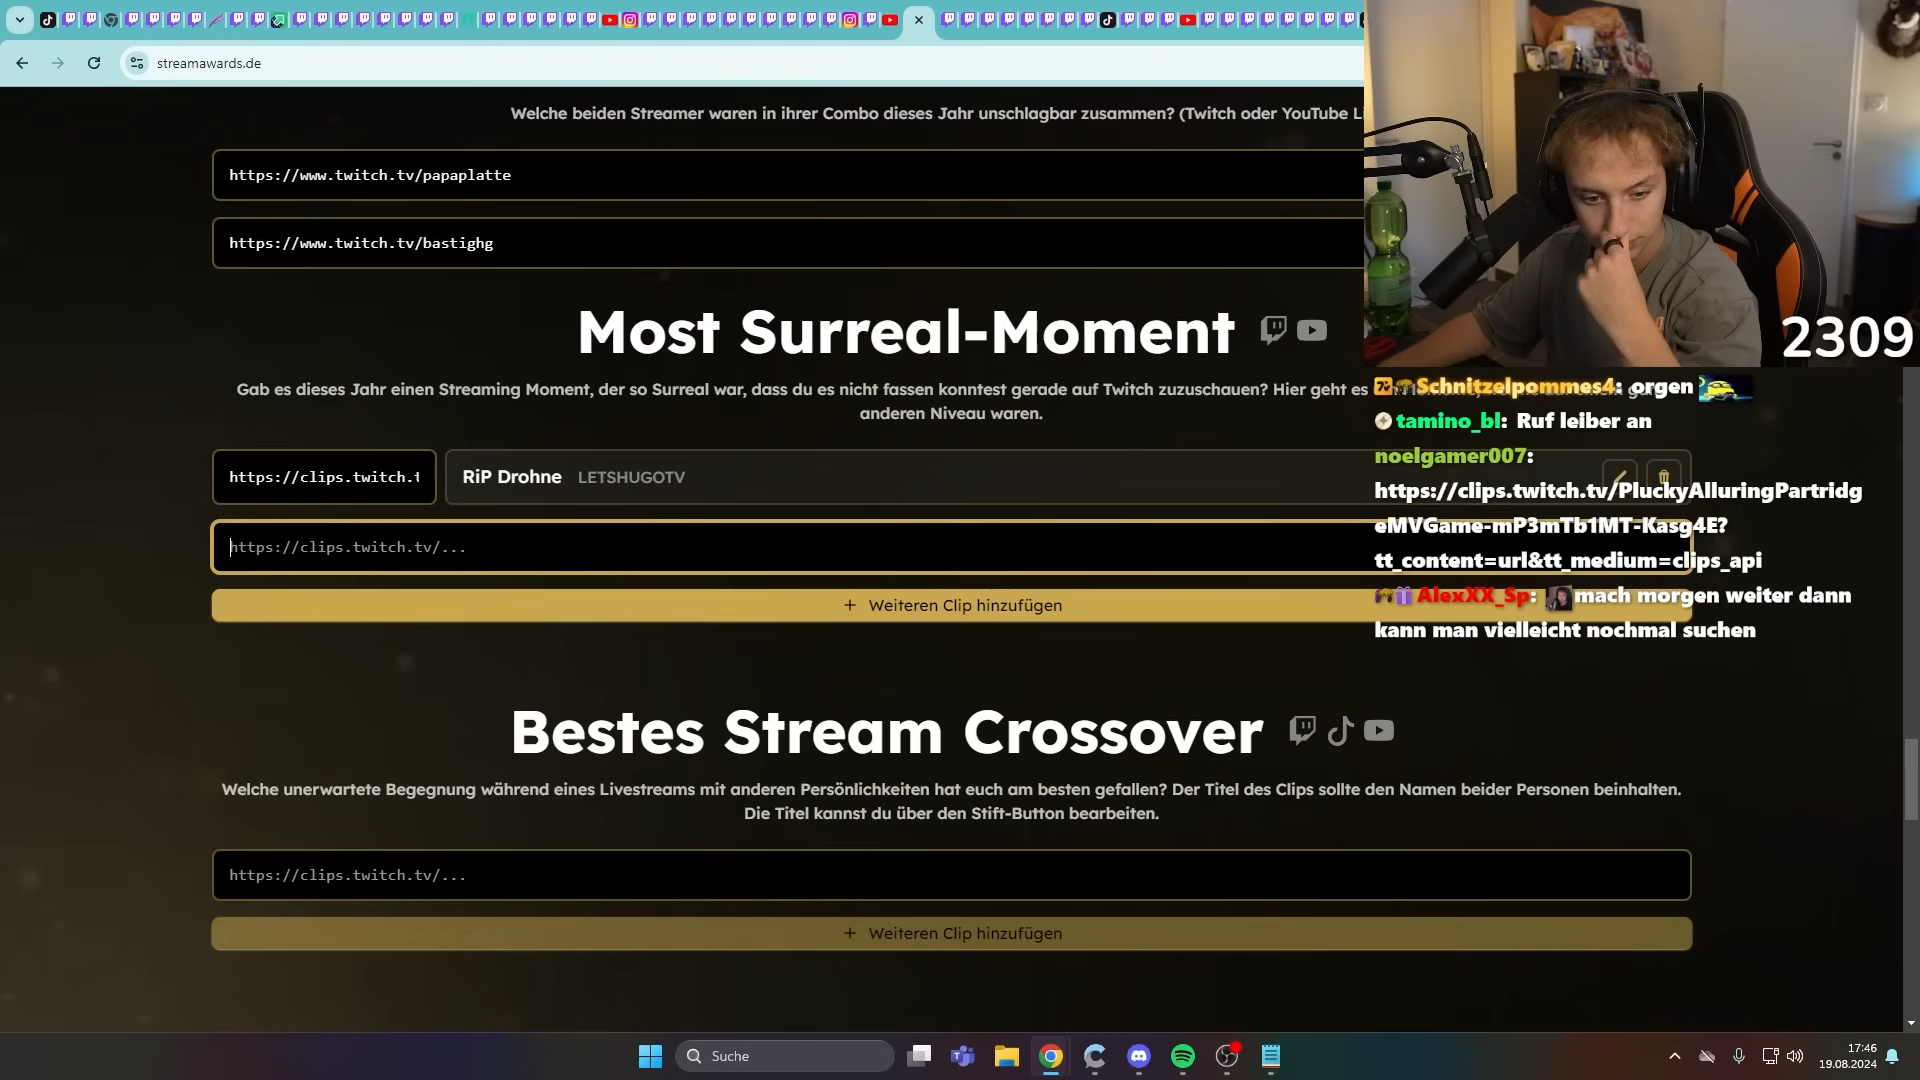 streamawards.de
Welche beiden Streamer waren in ihrer Combo dieses Jahr unschlagbar zusammen? (Twitch oder YouTube Li
https://www.twitch.tv/papaplatte
https://www.twitch.tv/bastighg
Most Surreal-Moment
Gab es dieses Jahr einen Streaming Moment, der so Surreal war, dass du es nicht fassen konntest gerade auf Twitch zuzuschauen? Hier geht es
anderen Niveau waren.
https://clips.twitch.t
RiP Drohne LETSHUGOTV
https://clips.twitch.tv/...
+ Weiteren Clip hinzufügen
Bestes Stream Crossover
Welche unerwartete Begegnung während eines Livestreams mit anderen Persönlichkeiten hat euch am besten gefallen? Der Titel des Clips sollte den Namen beider Personen beinhalten.
Die Titel kannst du über den Stift-Button bearbeiten.
https://clips.twitch.tv/...
+ Weiteren Clip hinzufügen
2309
Schnitzelpommes4: orgen
tamino_bl: Ruf leiber an
noelgamer007:
https://clips.twitch.tv/PluckyAlluringPartridg
eMVGame-mP3mTb1MT-Kasg4E?
tt_content=url&tt_medium=clips_api
AlexXX_Sp: mach morgen weiter dann
kann man vielleicht nochmal suchen
Suche
17:46
19.08.2024